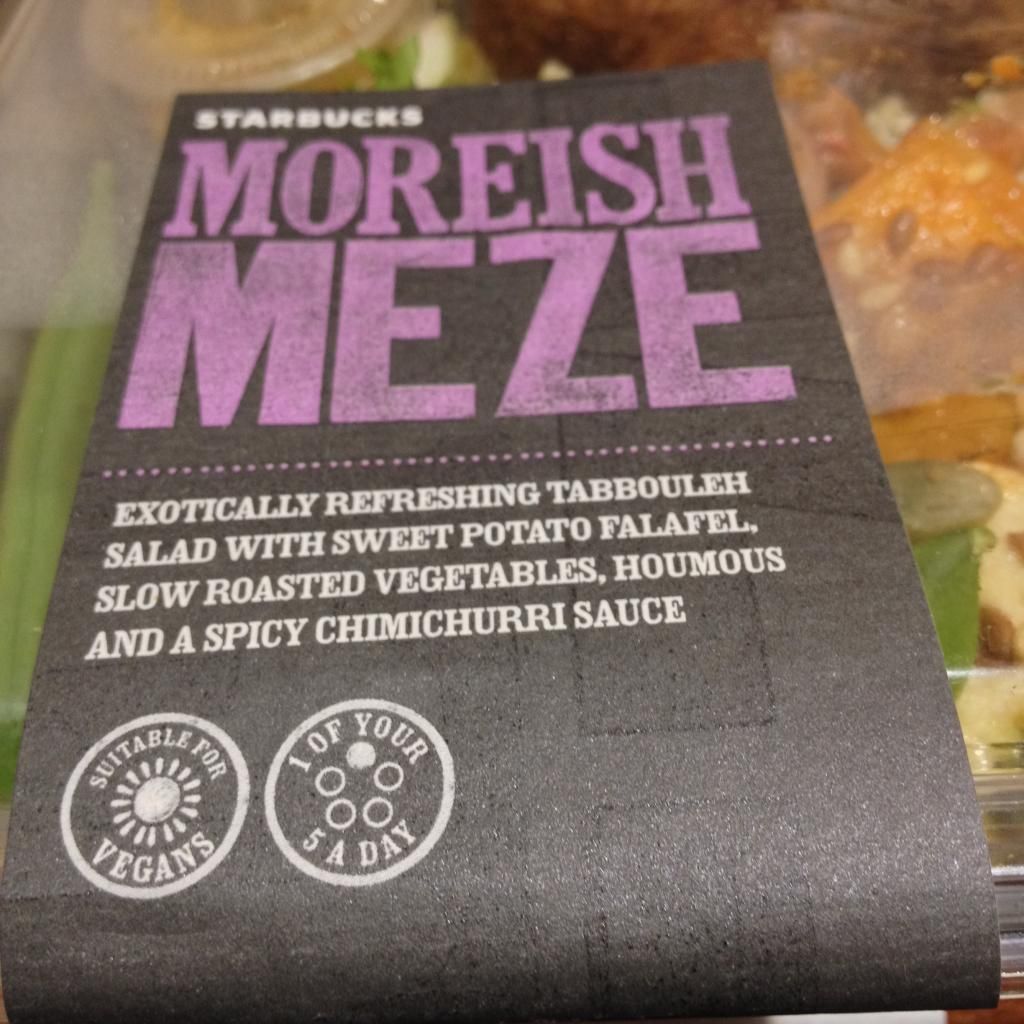 STARBUCKS
MOREISH
MEZE
EXOTICALLY REFRESHING TABBOULEH
SALAD WITH SWEET POTATO FALAFEL,
SLOW ROASTED VEGETABLES, HOUMOUS
AND A SPICY CHIMICHURRI SAUCE
SUITABLE FOR
VEGANS
1 OF YOUR
5 A DAY